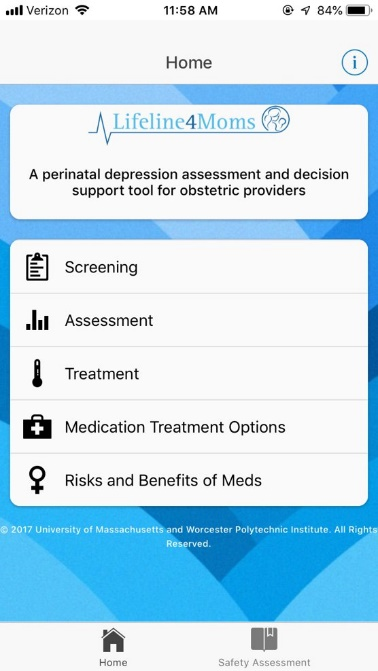 Verizon 11:58 AM 84%
Home
i
Lifeline4Moms
A perinatal depression assessment and decision
support tool for obstetric providers
Screening
Assessment
Treatment
Medication Treatment Options
Risks and Benefits of Meds
© 2017 University of Massachusetts and Worcester Polytechnic Institute. All Rights
Reserved.
Home Safety Assessment